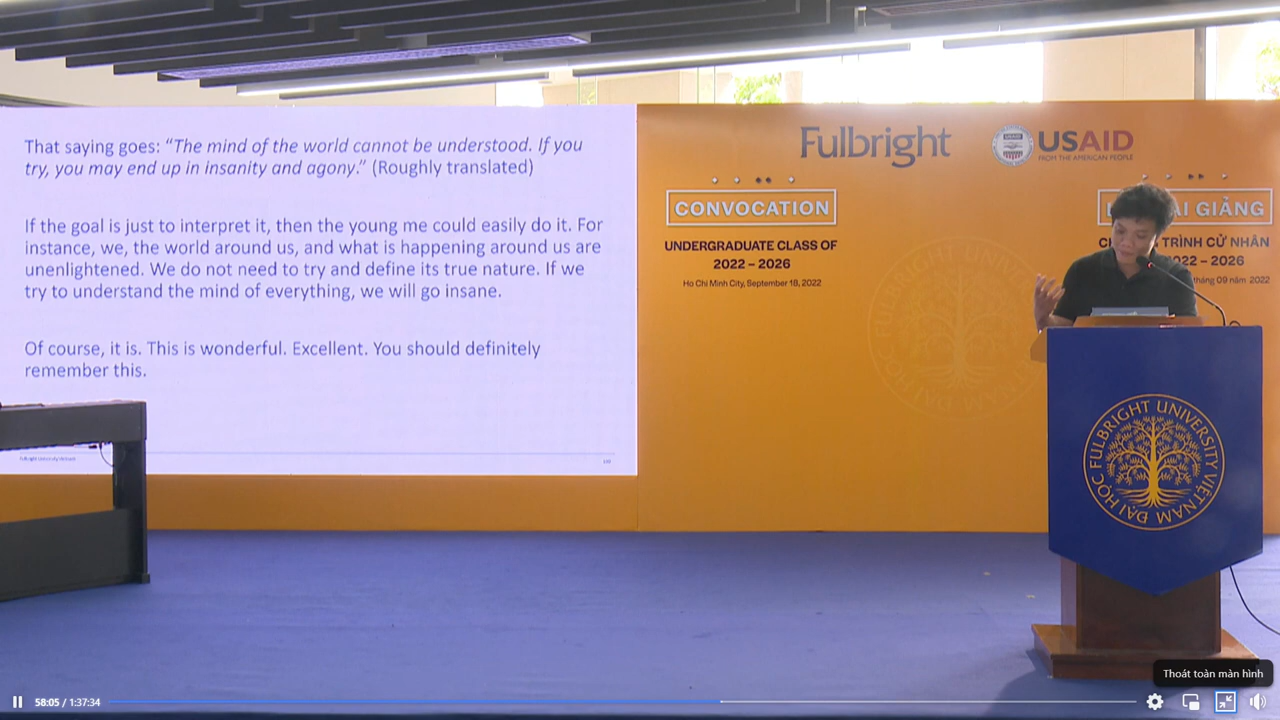 That saying goes: “The mind of the world cannot be understood. If you
try, you may end up in insanity and agony.” (Roughly translated)
If the goal is just to interpret it, then the young me could easily do it. For
instance, we, the world around us, and what is happening around us are
unenlightened. We do not need to try and define its true nature. If we
try to understand the mind of everything, we will go insane.
Of course, it is. This is wonderful. Excellent. You should definitely
remember this.
Fulbright University Vietnam
Fulbright
USAID
FROM THE AMERICAN PEOPLE
CONVOCATION
UNDERGRADUATE CLASS OF
2022 – 2026
Ho Chi Minh City, September 18, 2022
AI GIẢNG
TRÌNH CỬ NHÂN
2022 – 2026
tháng 09 năm 2022
FULBRIGHT UNIVERSITY VIETNAM
ĐẠI HỌC
Thoát toàn màn hình
58:05 / 1:37:34